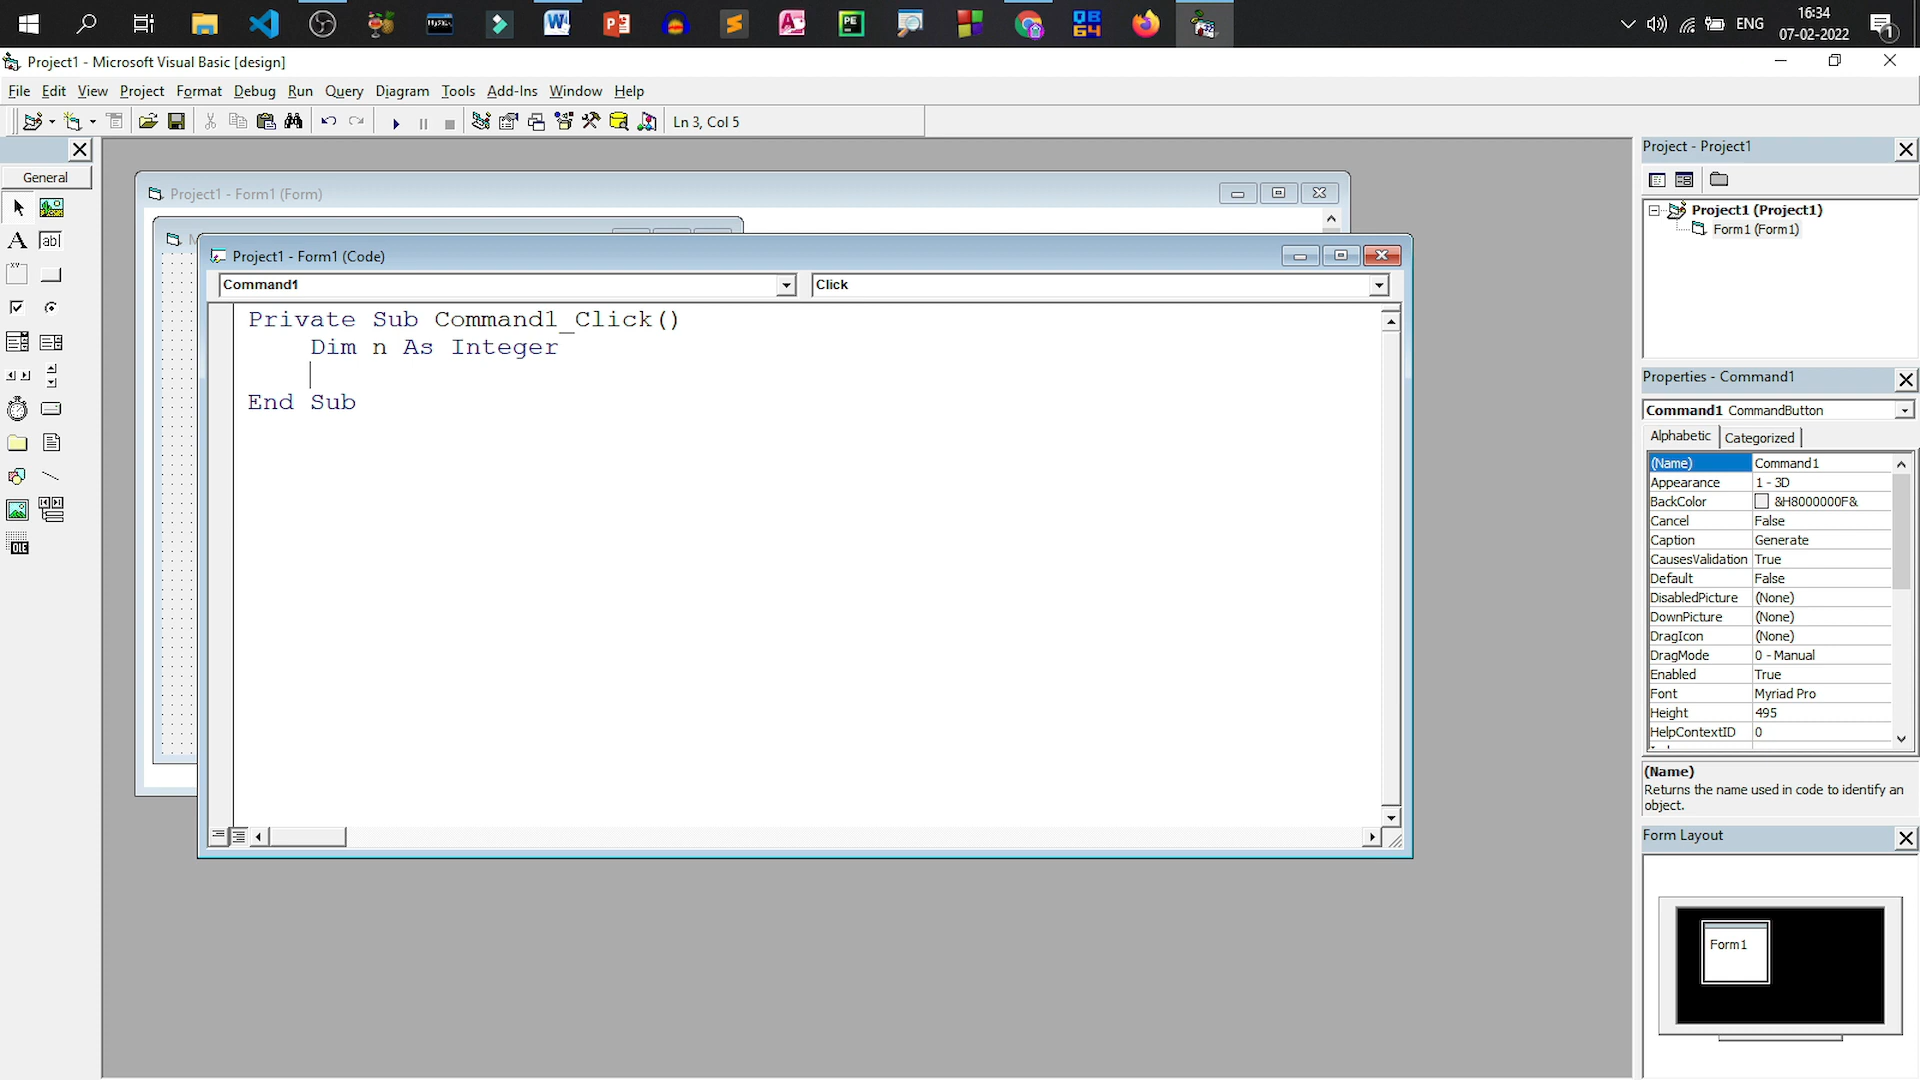 ENG
16:34
07-02-2022
1
Project1 - Microsoft Visual Basic [design]
File Edit View Project Format Debug Run Query Diagram Tools Add-Ins Window Help
Ln 3, Col 5
General
A
ab|
OLE
Project1 - Form1 (Form)
Project1 - Form1 (Code)
Command1
Click
Private Sub Command1_Click()
Dim n As Integer
End Sub
Project - Project1
Project1 (Project1)
Form1 (Form1)
Properties - Command1
Command1 CommandButton
Alphabetic Categorized
(Name) Command1
Appearance 1 - 3D
BackColor &H8000000F&
Cancel False
Caption Generate
CausesValidation True
Default False
DisabledPicture (None)
DownPicture (None)
DragIcon (None)
DragMode 0 - Manual
Enabled True
Font Myriad Pro
Height 495
HelpContextID 0
(Name)
Returns the name used in code to identify an
object.
Form Layout
Form1